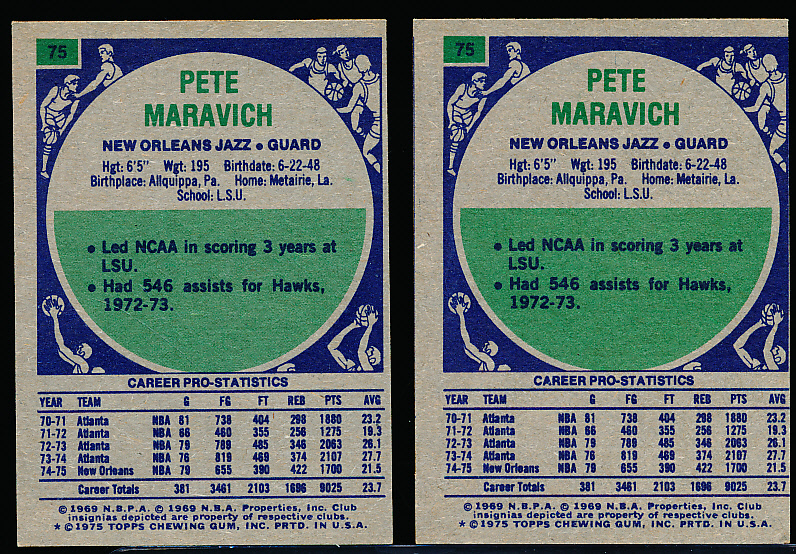 75
PETE
MARAVICH
NEW ORLEANS JAZZ • GUARD
Hgt: 6'5" Wgt: 195 Birthdate: 6-22-48
Birthplace: Aliquippa, Pa. Home: Metairie, La.
School: L.S.U.
• Led NCAA in scoring 3 years at
LSU.
• Had 546 assists for Hawks,
1972-73.
CAREER PRO-STATISTICS
YEAR TEAM G FG FT REB PTS AVG
70-71 Atlanta NBA 81 738 404 298 1880 23.2
71-72 Atlanta NBA 66 460 355 256 1275 19.3
72-73 Atlanta NBA 79 789 485 346 2063 26.1
73-74 Atlanta NBA 76 819 469 374 2107 27.7
74-75 New Orleans NBA 79 655 390 422 1700 21.5
Career Totals 381 3461 2103 1696 9025 23.7
© 1969 N.B.P.A. © 1969 N.B.A. Properties, Inc. Club
insignias depicted are property of respective clubs.
* © 1975 TOPPS CHEWING GUM, INC. PRTD. IN U.S.A.
75
PETE
MARAVICH
NEW ORLEANS JAZZ • GUARD
Hgt: 6'5" Wgt: 195 Birthdate: 6-22-48
Birthplace: Aliquippa, Pa. Home: Metairie, La.
School: L.S.U.
• Led NCAA in scoring 3 years at
LSU.
• Had 546 assists for Hawks,
1972-73.
CAREER PRO-STATISTICS
YEAR TEAM G FG FT REB PTS AVG
70-71 Atlanta NBA 81 738 404 298 1880 23.2
71-72 Atlanta NBA 66 460 355 256 1275 19.3
72-73 Atlanta NBA 79 789 485 346 2063 26.1
73-74 Atlanta NBA 76 819 469 374 2107 27.7
74-75 New Orleans NBA 79 655 390 422 1700 21.5
Career Totals 381 3461 2103 1696 9025 23.7
© 1969 N.B.P.A. © 1969 N.B.A. Properties, Inc. Club
insignias depicted are property of respective clubs.
* © 1975 TOPPS CHEWING GUM, INC. PRTD. IN U.S.A.